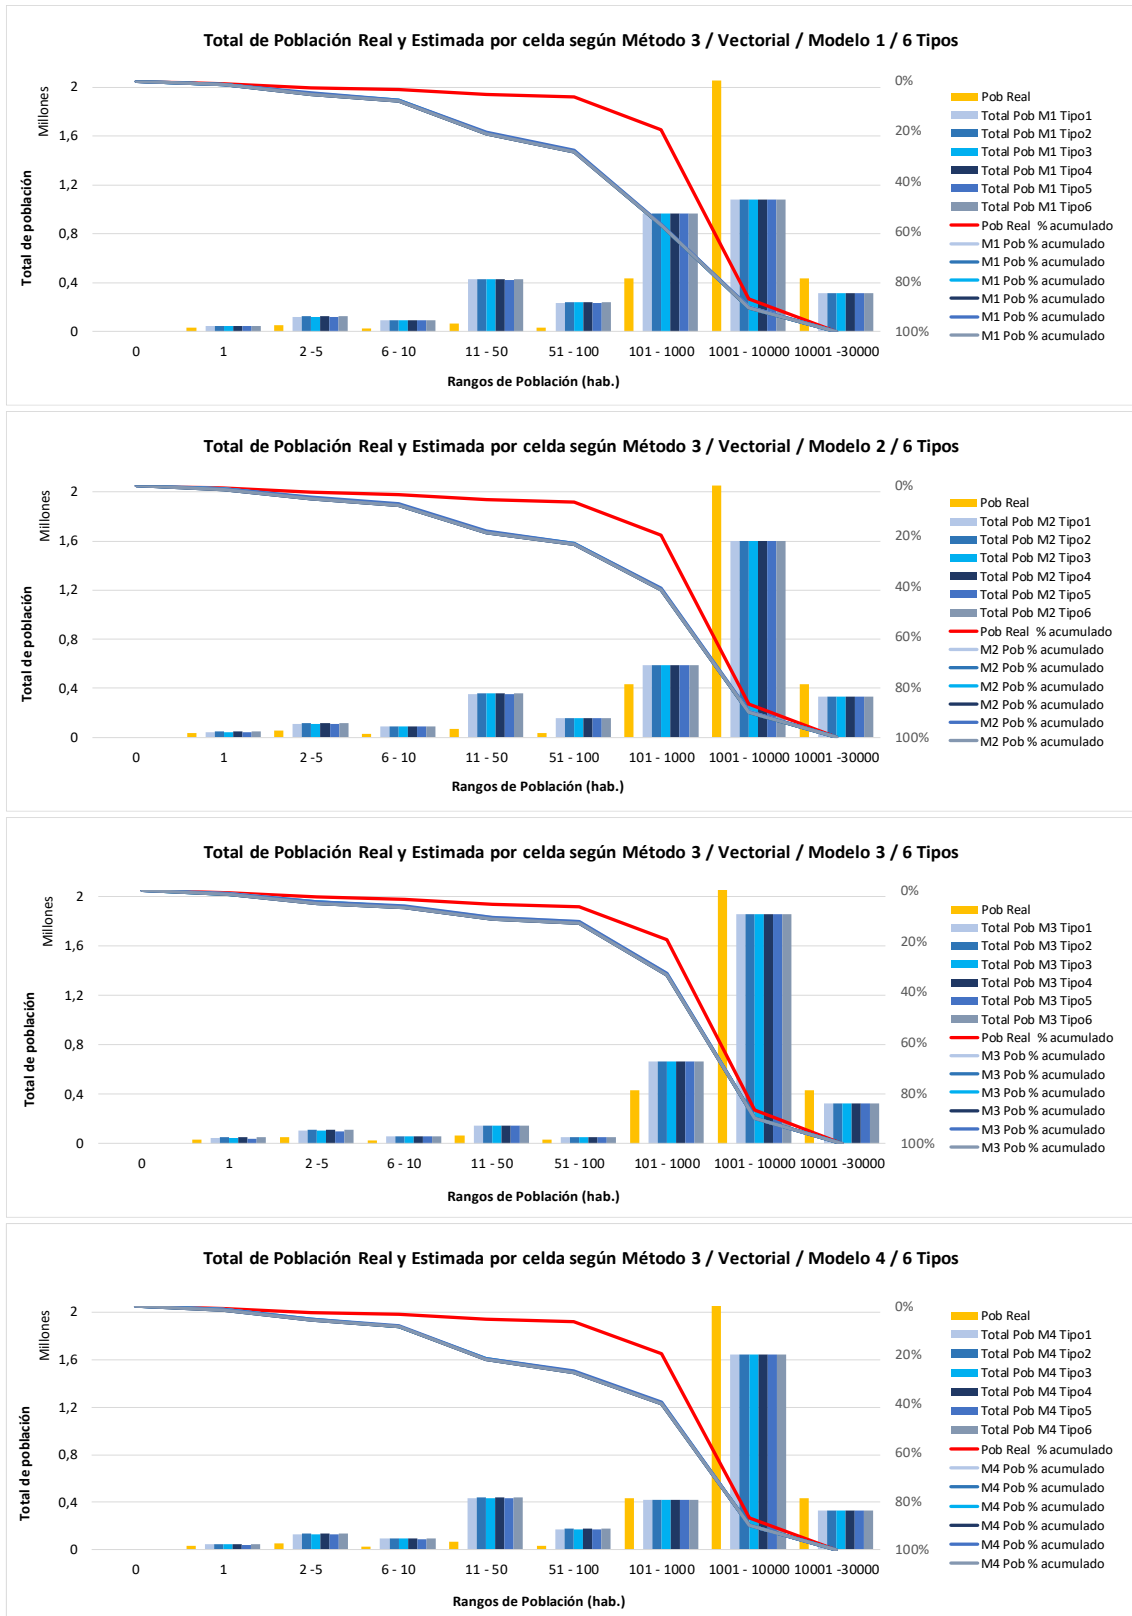 Total de Población Real y Estimada por celda según Método 3 / Vectorial / Modelo 1 / 6 Tipos
Millones
Total de población
2
1,6
1,2
0,8
0,4
0
0%
20%
40%
60%
80%
100%
0 1 2 -5 6 - 10 11 - 50 51 - 100 101 - 1000 1001 - 10000 10001 -30000
Rangos de Población (hab.)
Pob Real
Total Pob M1 Tipo1
Total Pob M1 Tipo2
Total Pob M1 Tipo3
Total Pob M1 Tipo4
Total Pob M1 Tipo5
Total Pob M1 Tipo6
Pob Real % acumulado
M1 Pob % acumulado
M1 Pob % acumulado
M1 Pob % acumulado
M1 Pob % acumulado
M1 Pob % acumulado
M1 Pob % acumulado
Total de Población Real y Estimada por celda según Método 3 / Vectorial / Modelo 2 / 6 Tipos
Millones
Total de población
2
1,6
1,2
0,8
0,4
0
0%
20%
40%
60%
80%
100%
0 1 2 -5 6 - 10 11 - 50 51 - 100 101 - 1000 1001 - 10000 10001 -30000
Rangos de Población (hab.)
Pob Real
Total Pob M2 Tipo1
Total Pob M2 Tipo2
Total Pob M2 Tipo3
Total Pob M2 Tipo4
Total Pob M2 Tipo5
Total Pob M2 Tipo6
Pob Real % acumulado
M2 Pob % acumulado
M2 Pob % acumulado
M2 Pob % acumulado
M2 Pob % acumulado
M2 Pob % acumulado
M2 Pob % acumulado
Total de Población Real y Estimada por celda según Método 3 / Vectorial / Modelo 3 / 6 Tipos
Millones
Total de población
2
1,6
1,2
0,8
0,4
0
0%
20%
40%
60%
80%
100%
0 1 2 -5 6 - 10 11 - 50 51 - 100 101 - 1000 1001 - 10000 10001 -30000
Rangos de Población (hab.)
Pob Real
Total Pob M3 Tipo1
Total Pob M3 Tipo2
Total Pob M3 Tipo3
Total Pob M3 Tipo4
Total Pob M3 Tipo5
Total Pob M3 Tipo6
Pob Real % acumulado
M3 Pob % acumulado
M3 Pob % acumulado
M3 Pob % acumulado
M3 Pob % acumulado
M3 Pob % acumulado
M3 Pob % acumulado
Total de Población Real y Estimada por celda según Método 3 / Vectorial / Modelo 4 / 6 Tipos
Millones
Total de población
2
1,6
1,2
0,8
0,4
0
0%
20%
40%
60%
80%
100%
0 1 2 -5 6 - 10 11 - 50 51 - 100 101 - 1000 1001 - 10000 10001 -30000
Rangos de Población (hab.)
Pob Real
Total Pob M4 Tipo1
Total Pob M4 Tipo2
Total Pob M4 Tipo3
Total Pob M4 Tipo4
Total Pob M4 Tipo5
Total Pob M4 Tipo6
Pob Real % acumulado
M4 Pob % acumulado
M4 Pob % acumulado
M4 Pob % acumulado
M4 Pob % acumulado
M4 Pob % acumulado
M4 Pob % acumulado